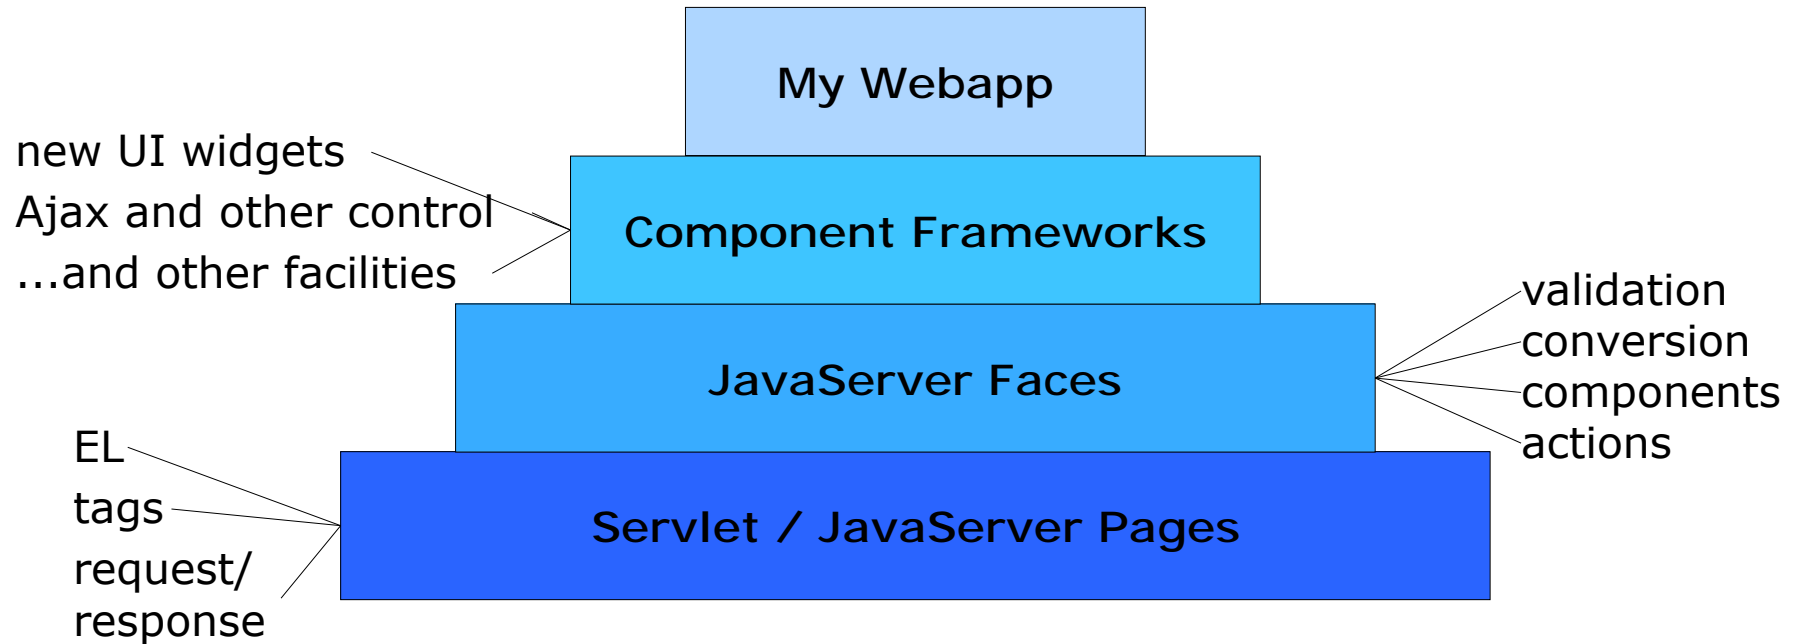 My Webapp
new UI widgets
Ajax and other control
...and other facilities
Component Frameworks
JavaServer Faces
validation
conversion
components
actions
EL
tags
request/
response
Servlet / JavaServer Pages